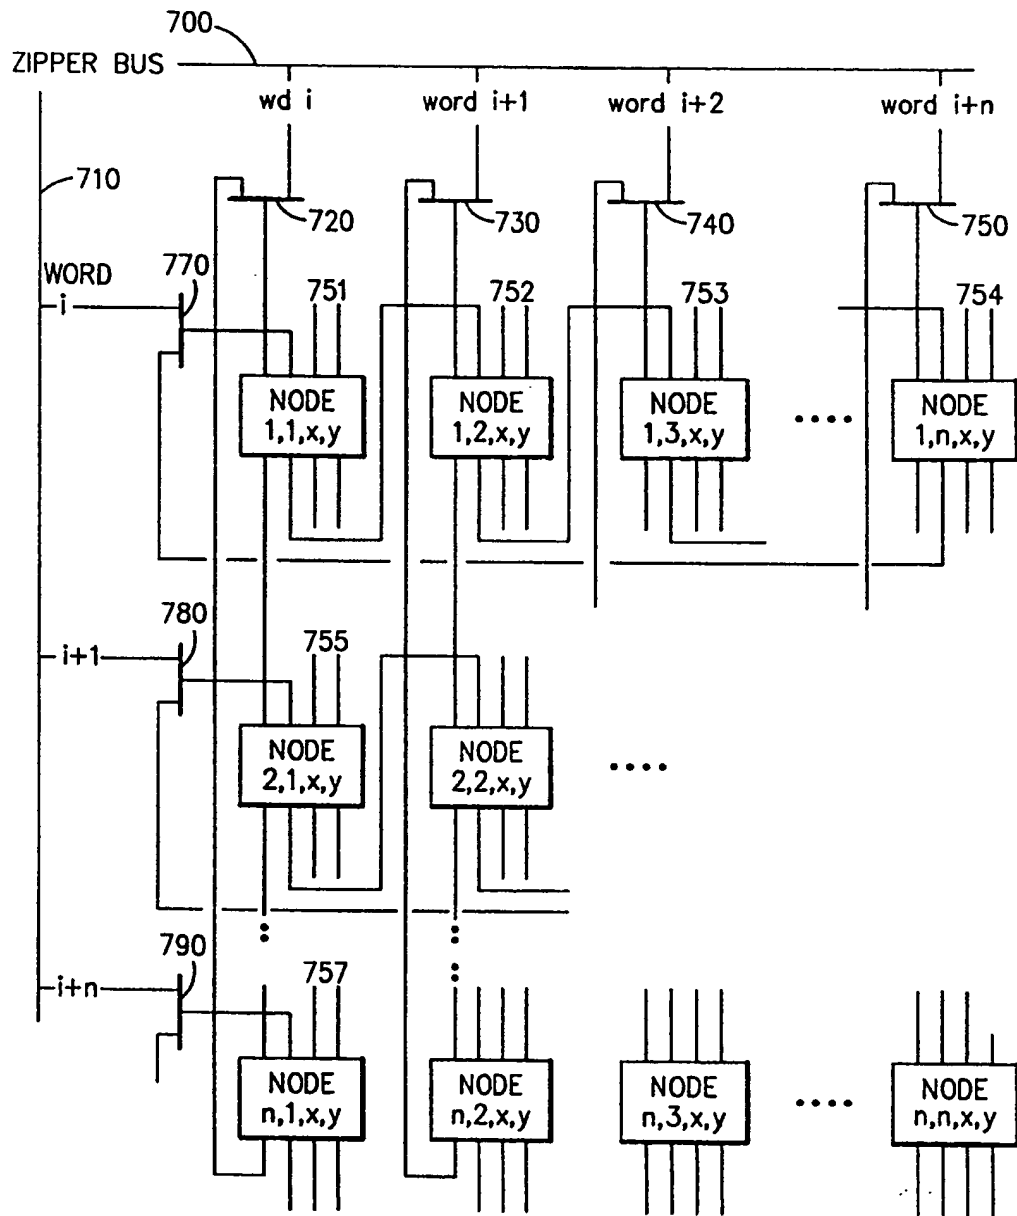 700
ZIPPER BUS
wd i
word i+1
word i+2
word i+n
710
720
730
740
750
770
WORD
i
751
752
753
754
NODE
1,1,x,y
NODE
1,2,x,y
NODE
1,3,x,y
....
NODE
1,n,x,y
780
i+1
755
NODE
2,1,x,y
NODE
2,2,x,y
....
790
i+n
757
NODE
n,1,x,y
NODE
n,2,x,y
NODE
n,3,x,y
....
NODE
n,n,x,y